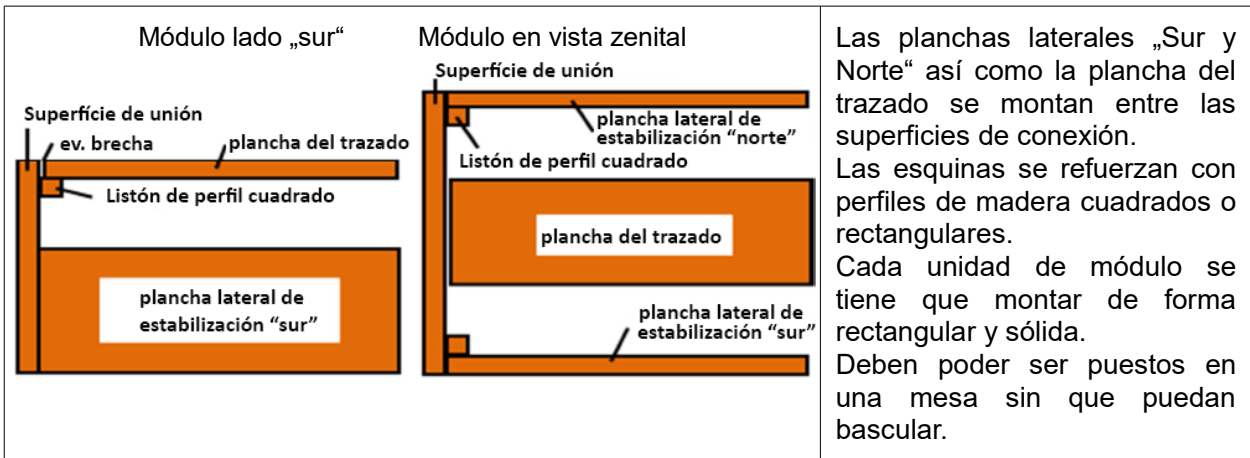 Módulo lado „sur“
Módulo en vista zenital
Superfície de unión
ev. brecha
plancha del trazado
Listón de perfil cuadrado
plancha lateral de
estabilización “sur”
Superfície de unión
plancha lateral de
estabilización “norte”
Listón de perfil cuadrado
plancha del trazado
plancha lateral de
estabilización “sur”
Las planchas laterales „Sur y
Norte“ así como la plancha del
trazado se montan entre las
superficies de conexión.
Las esquinas se refuerzan con
perfiles de madera cuadrados o
rectangulares.
Cada unidad de módulo se
tiene que montar de forma
rectangular y sólida.
Deben poder ser puestos en
una mesa sin que puedan
bascular.